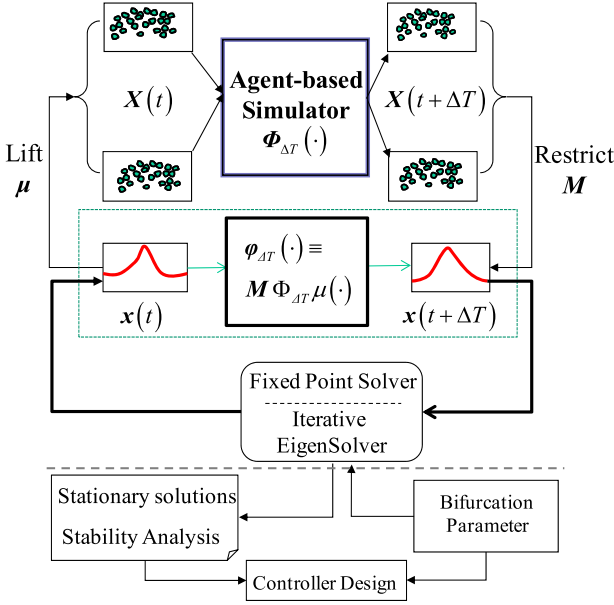 Agent-based
Simulator
Φ_ΔT (·)
X(t)
X(t+ΔT)
Lift
μ
Restrict
M
φ_ΔT (·) ≡
M Φ_ΔT μ(·)
x(t)
x(t+ΔT)
Fixed Point Solver
Iterative
EigenSolver
Stationary solutions
Stability Analysis
Bifurcation
Parameter
Controller Design